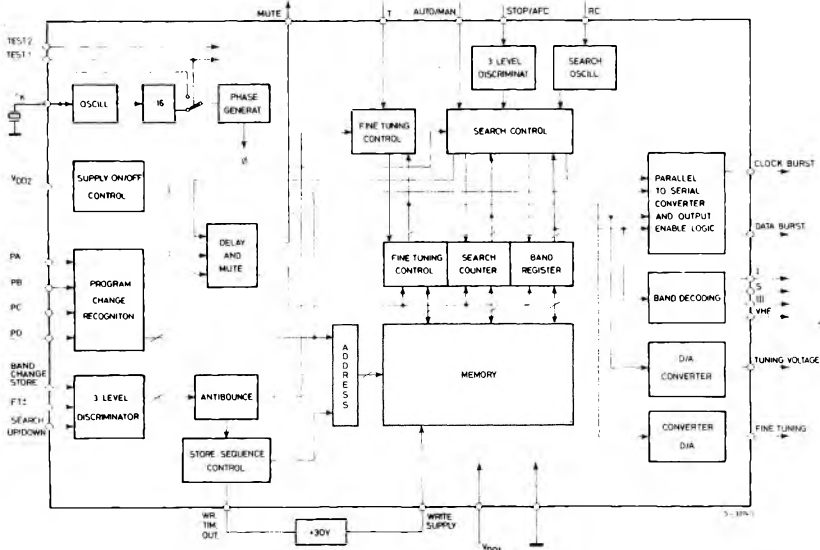 MUTE
T
AUTO/MAN
STOP/AFC
RC
TEST2
TEST1
3 LEVEL
DISCRIMINAT
SEARCH
OSCILL
OSCILL
16
PHASE
GENERAT
FINE TUNING
CONTROL
SEARCH CONTROL
Ø
VDD2
SUPPLY ON/OFF
CONTROL
PARALLEL
TO SERIAL
CONVERTER
AND OUTPUT
ENABLE LOGIC
CLOCK BURST
DATA BURST
DELAY
AND
MUTE
PA
PB
PC
PD
PROGRAM
CHANGE
RECOGNITON
FINE TUNING
CONTROL
SEARCH
COUNTER
BAND
REGISTER
BAND DECODING
I
S
III
VHF
ADDRESS
MEMORY
D/A
CONVERTER
TUNING VOLTAGE
BAND
CHANGE
STORE
FT±
SEARCH
UP/DOWN
3 LEVEL
DISCRIMINATOR
ANTIBOUNCE
STORE SEQUENCE
CONTROL
CONVERTER
D/A
FINE TUNING
WR.
TIM.
OUT.
+30V
WRITE
SUPPLY